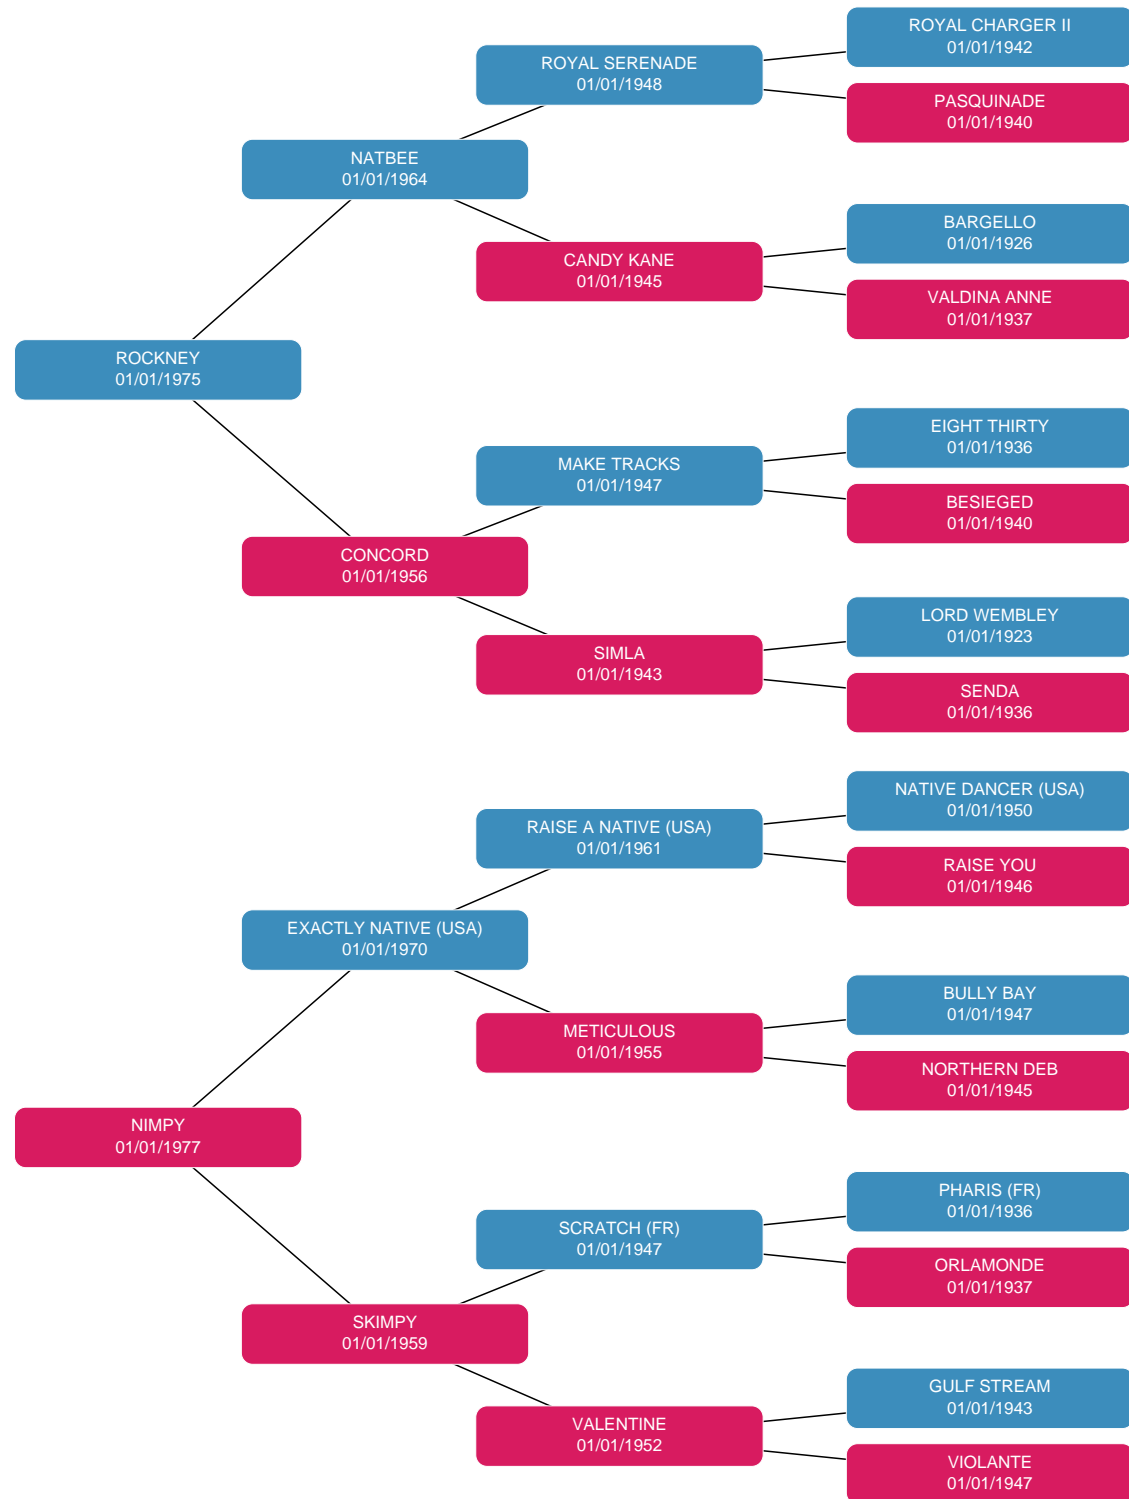 ROYAL CHARGER II
01/01/1942
ROYAL SERENADE
01/01/1948
PASQUINADE
01/01/1940
NATBEE
01/01/1964
BARGELLO
01/01/1926
CANDY KANE
01/01/1945
VALDINA ANNE
01/01/1937
ROCKNEY
01/01/1975
EIGHT THIRTY
01/01/1936
MAKE TRACKS
01/01/1947
BESIEGED
01/01/1940
CONCORD
01/01/1956
LORD WEMBLEY
01/01/1923
SIMLA
01/01/1943
SENDA
01/01/1936
NATIVE DANCER (USA)
01/01/1950
RAISE A NATIVE (USA)
01/01/1961
RAISE YOU
01/01/1946
EXACTLY NATIVE (USA)
01/01/1970
BULLY BAY
01/01/1947
METICULOUS
01/01/1955
NORTHERN DEB
01/01/1945
NIMPY
01/01/1977
PHARIS (FR)
01/01/1936
SCRATCH (FR)
01/01/1947
ORLAMONDE
01/01/1937
SKIMPY
01/01/1959
GULF STREAM
01/01/1943
VALENTINE
01/01/1952
VIOLANTE
01/01/1947